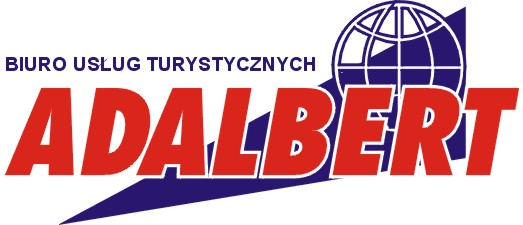 BIURO USŁUG TURYSTYCZNYCH
ADALBERT